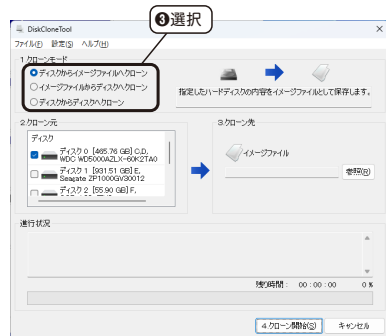 ❸選択
DiskCloneTool
ファイル(F) 設定(S) ヘルプ(H)
1.クローンモード
ディスクからイメージファイルへクローン
イメージファイルからディスクへクローン
ディスクからディスクへクローン
指定したハードディスクの内容をイメージファイルとして保存します。
2.クローン元
ディスク
ディスク 0 [465.76 GB] C,D,
WDC WD5000AZLX-60K2TA0
ディスク 1 [931.51 GB] E,
Seagate ZP1000GV30012
ディスク 2 [55.90 GB] F,
3.クローン先
イメージファイル
参照(R)
進行状況
残り時間: 00:00:00 0 %
4.クローン開始(S) キャンセル